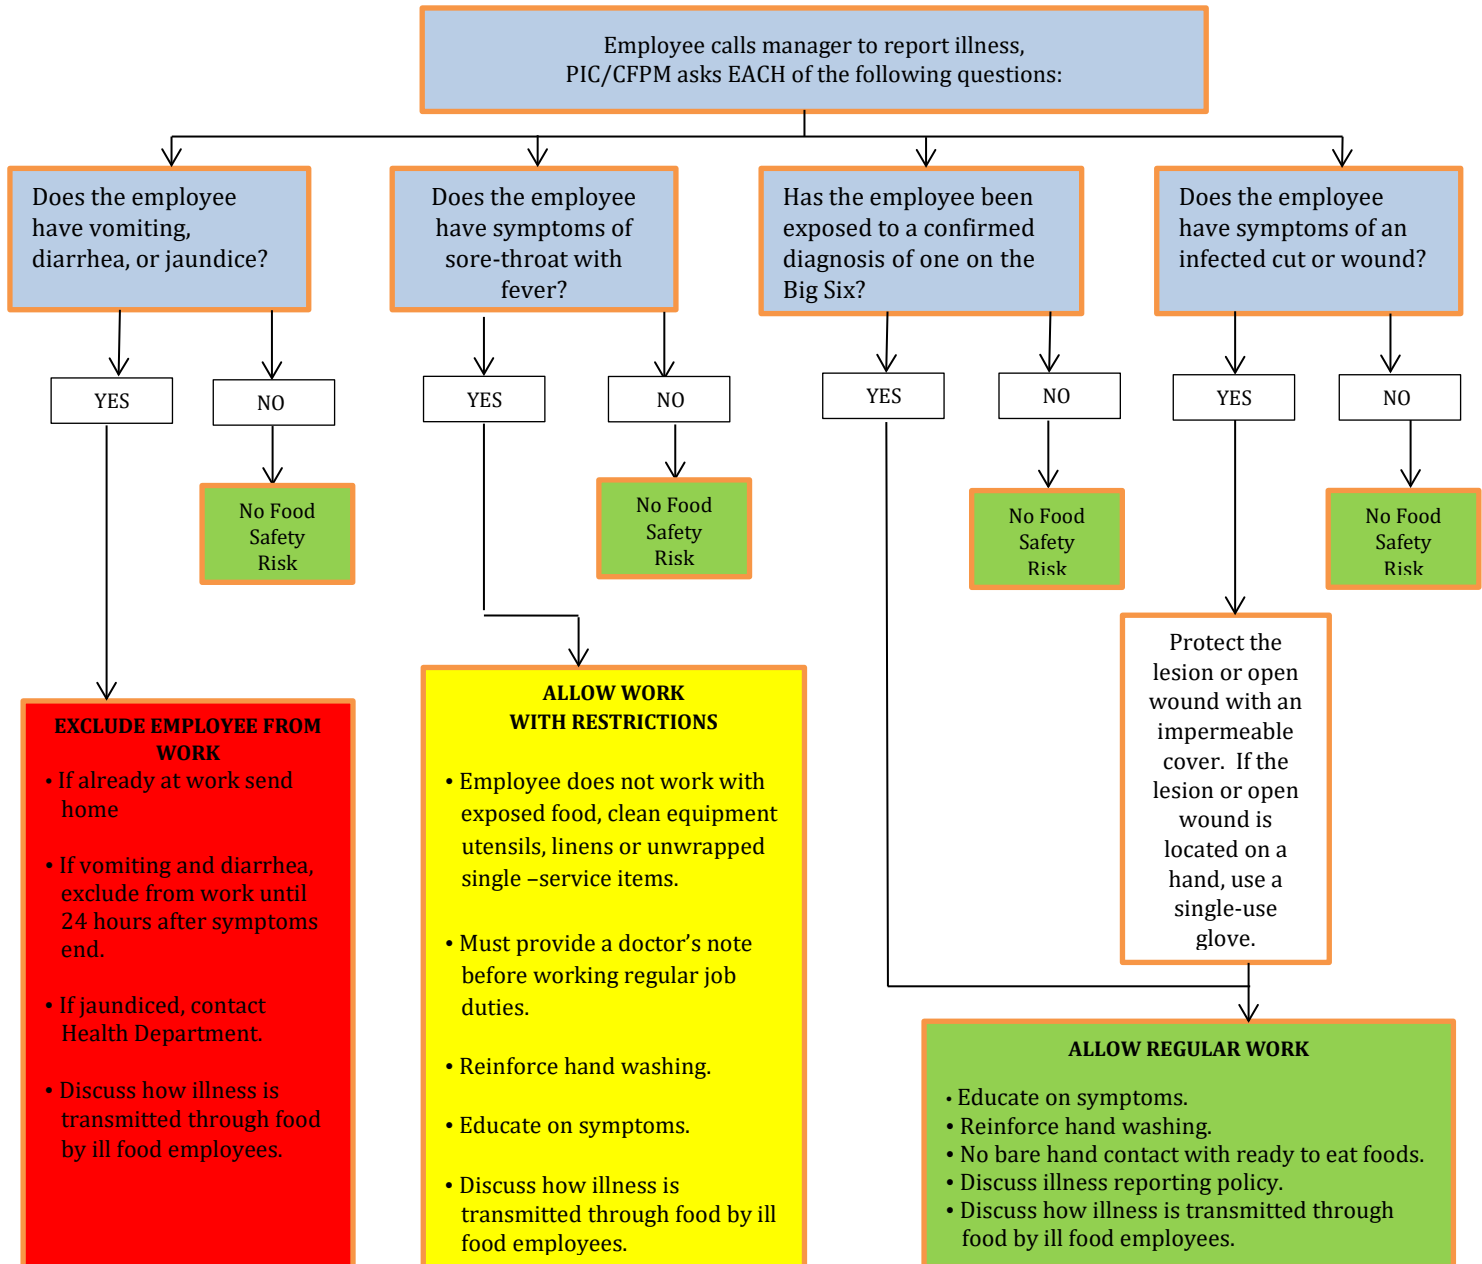 Employee calls manager to report illness,
PIC/CFPM asks EACH of the following questions:
Does the employee
have vomiting,
diarrhea, or jaundice?
Does the employee
have symptoms of
sore-throat with
fever?
Has the employee been
exposed to a confirmed
diagnosis of one on the
Big Six?
Does the employee
have symptoms of an
infected cut or wound?
YES
NO
YES
NO
YES
NO
YES
NO
No Food
Safety
Risk
No Food
Safety
Risk
No Food
Safety
Risk
No Food
Safety
Risk
Protect the
lesion or open
wound with an
impermeable
cover. If the
lesion or open
wound is
located on a
hand, use a
single-use
glove.
EXCLUDE EMPLOYEE FROM
WORK
• If already at work send
home
• If vomiting and diarrhea,
exclude from work until
24 hours after symptoms
end.
• If jaundiced, contact
Health Department.
• Discuss how illness is
transmitted through food
by ill food employees.
ALLOW WORK
WITH RESTRICTIONS
• Employee does not work with
exposed food, clean equipment
utensils, linens or unwrapped
single –service items.
• Must provide a doctor’s note
before working regular job
duties.
• Reinforce hand washing.
• Educate on symptoms.
• Discuss how illness is
transmitted through food by ill
food employees.
ALLOW REGULAR WORK
• Educate on symptoms.
• Reinforce hand washing.
• No bare hand contact with ready to eat foods.
• Discuss illness reporting policy.
• Discuss how illness is transmitted through
food by ill food employees.